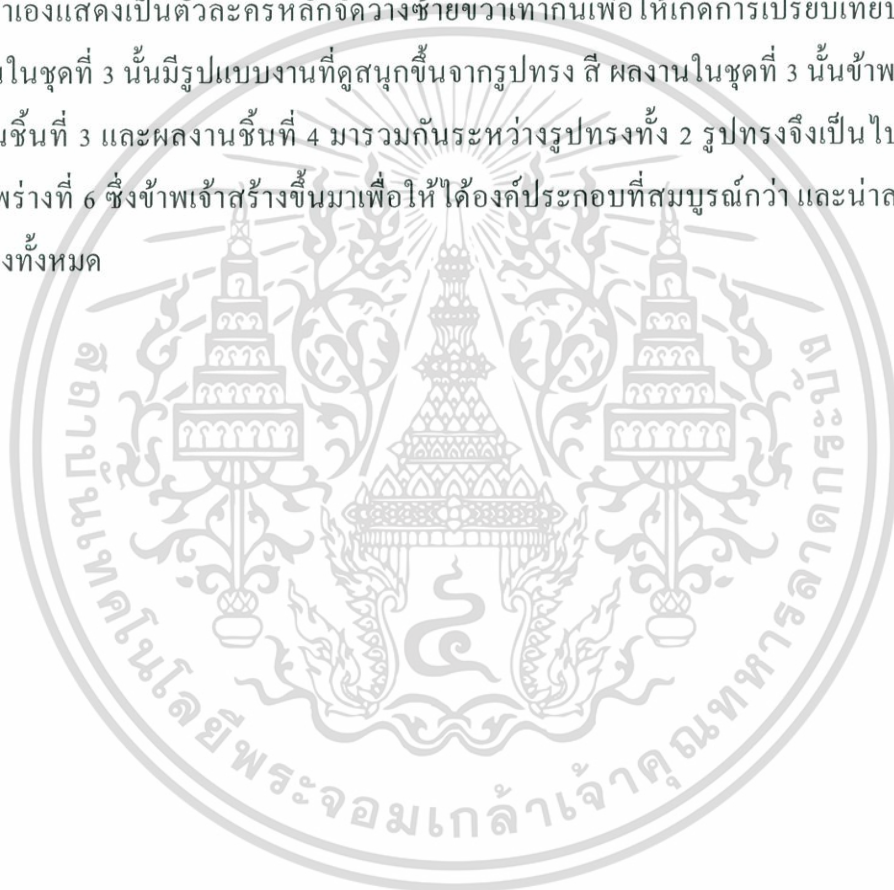 าเองแสดงเป็นตัวละครหลักจัดวางซ้ายขวาเท่ากันเพื่อให้เกิดการเปรียบเทียบ
นในชุดที่ 3 นั้นมีรูปแบบงานที่ดูสนุกขึ้นจากรูปทรง สี ผลงานในชุดที่ 3 นั้นข้าพ
นชิ้นที่ 3 และผลงานชิ้นที่ 4 มารวมกันระหว่างรูปทรงทั้ง 2 รูปทรงจึงเป็นไป
พร่างที่ 6 ซึ่งข้าพเจ้าสร้างขึ้นมาเพื่อให้ได้องค์ประกอบที่สมบูรณ์กว่า และน่าส
งทั้งหมด
๔
สถาบันเทคโนโลยีพระจอมเกล้าเจ้าคุณทหารลาดกระบัง